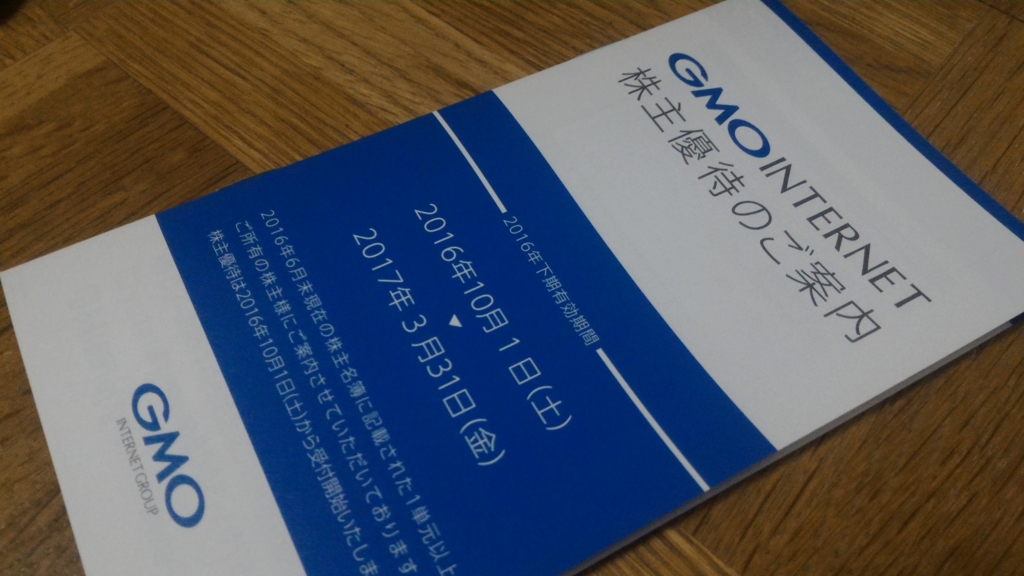 GMO INTERNET
株主優待のご案内
2016年下期有効期間
2016年10月1日(土)
▼
2017年3月31日(金)
2016年6月末現在の株主名簿に記載された1単元以上
ご所有の株主様にご案内させていただいております
株主優待は2016年10月1日(土)から受付開始いたしま
GMO
INTERNET GROUP